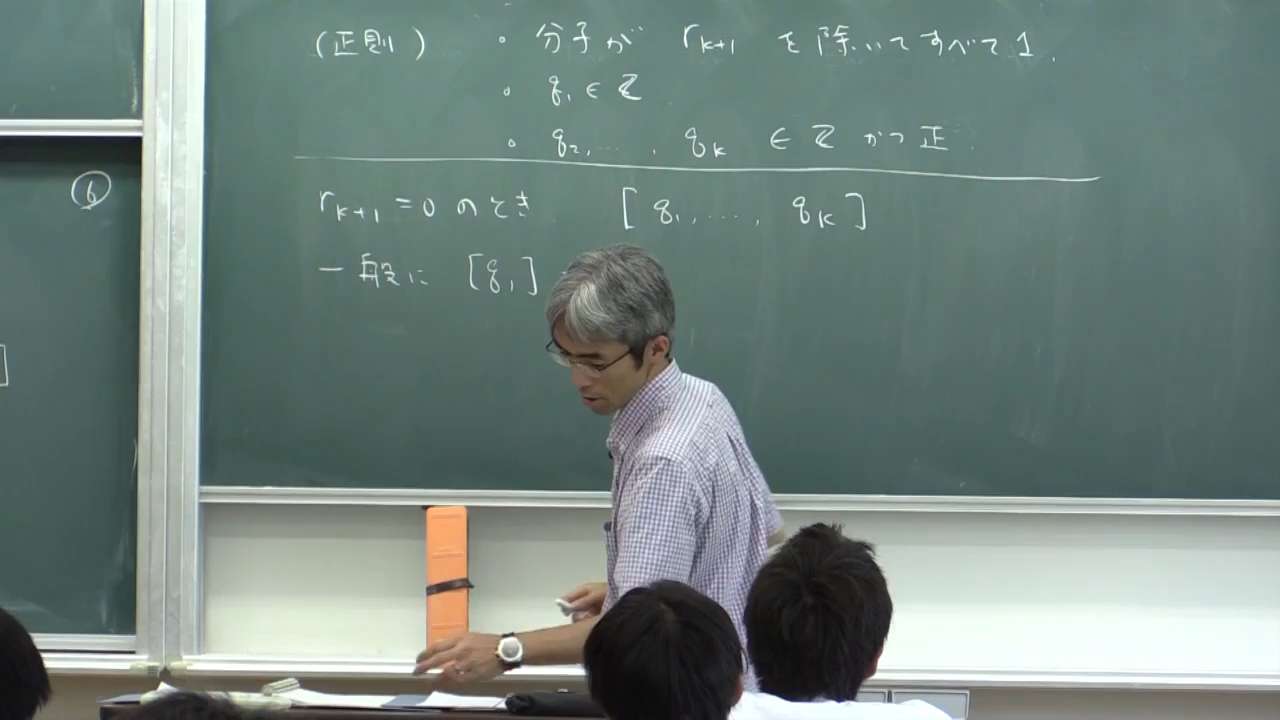 (正則) ・ 分子が r_{k+1} を除いてすべて1.
・ q_1 ∈ ℤ
・ q_2, …, q_k ∈ ℤ かつ正.
r_{k+1} = 0 のとき [q_1, …, q_k]
一般に [q_1]
⑥